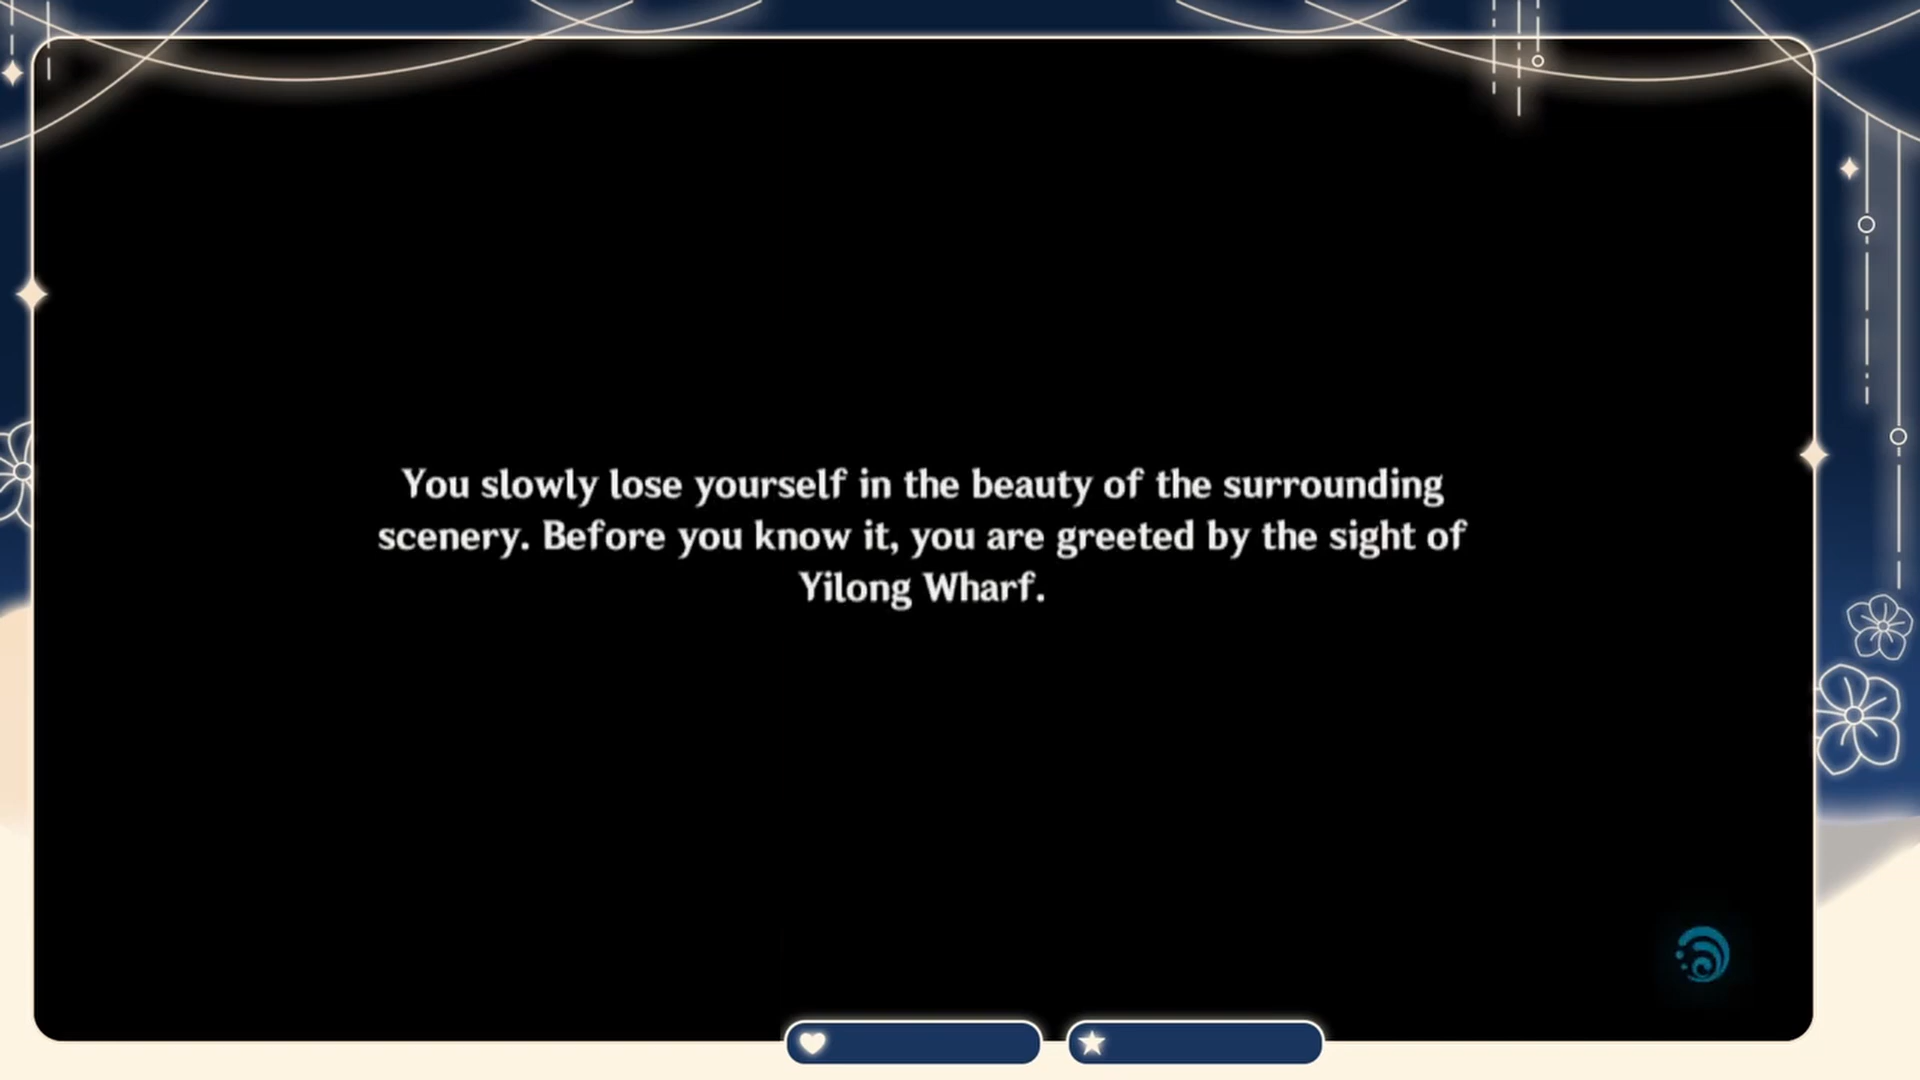 You slowly lose yourself in the beauty of the surrounding
scenery. Before you know it, you are greeted by the sight of
Yilong Wharf.